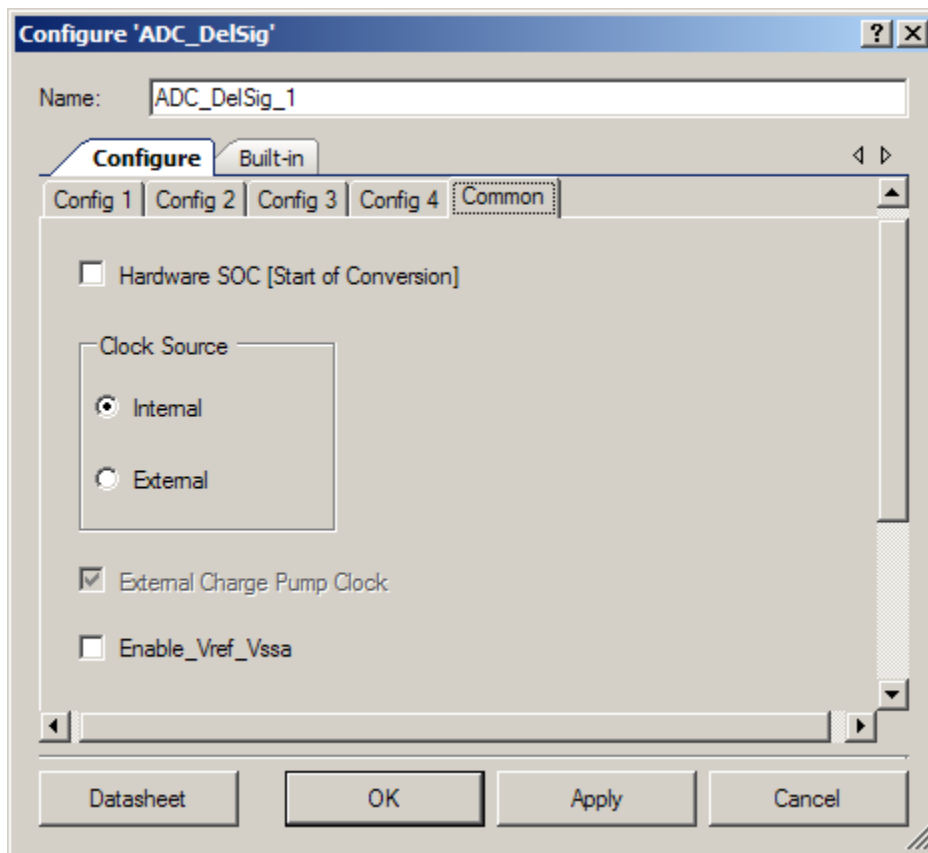 Configure 'ADC_DelSig'
Name: ADC_DelSig_1
Configure Built-in
Config 1 Config 2 Config 3 Config 4 Common
Hardware SOC [Start of Conversion]
Clock Source
Internal
External
External Charge Pump Clock
Enable_Vref_Vssa
Datasheet OK Apply Cancel